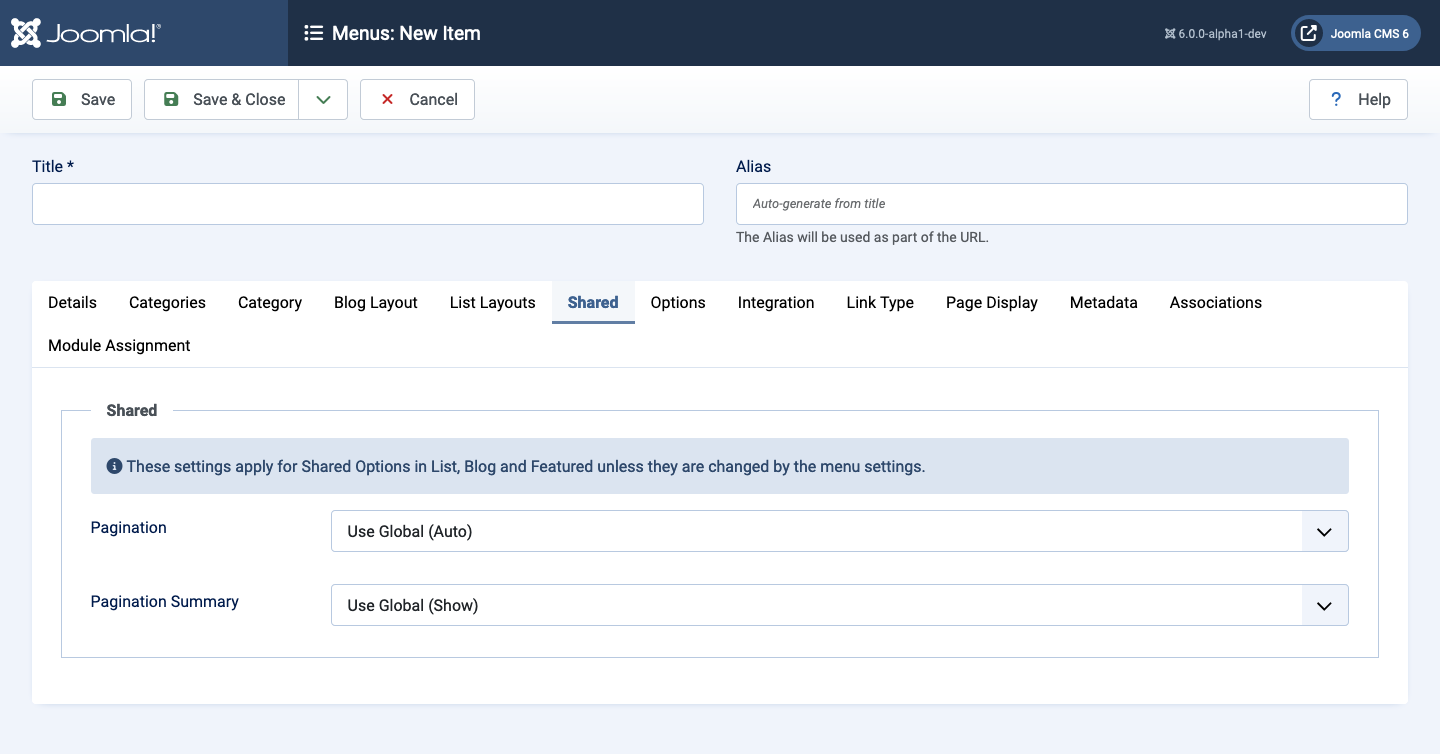 Joomla!®
Menus: New Item
6.0.0-alpha1-dev
Joomla CMS 6
Save
Save & Close
Cancel
? Help
Title *
Alias
Auto-generate from title
The Alias will be used as part of the URL.
Details Categories Category Blog Layout List Layouts Shared Options Integration Link Type Page Display Metadata Associations
Module Assignment
Shared
These settings apply for Shared Options in List, Blog and Featured unless they are changed by the menu settings.
Pagination
Use Global (Auto)
Pagination Summary
Use Global (Show)